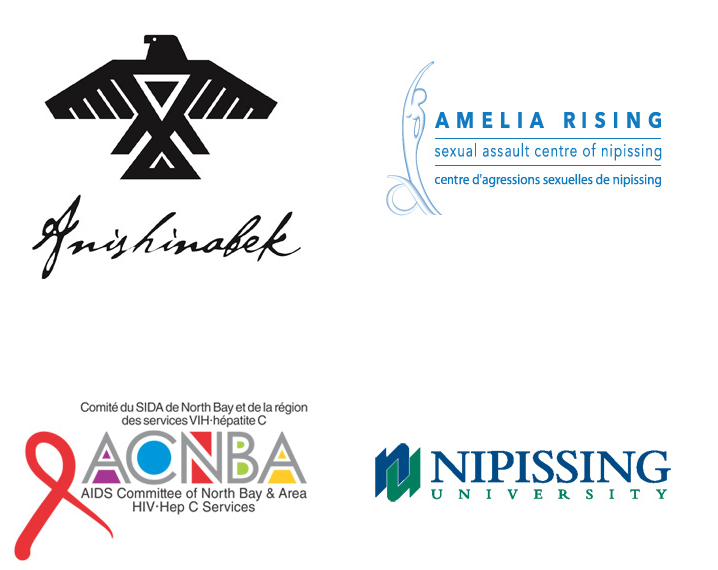 Anishinabek
AMELIA RISING
sexual assault centre of nipissing
centre d'agressions sexuelles de nipissing
Comité du SIDA de North Bay et de la région
des services VIH·hépatite C
ACNBA
AIDS Committee of North Bay & Area
HIV·Hep C Services
NIPISSING
UNIVERSITY